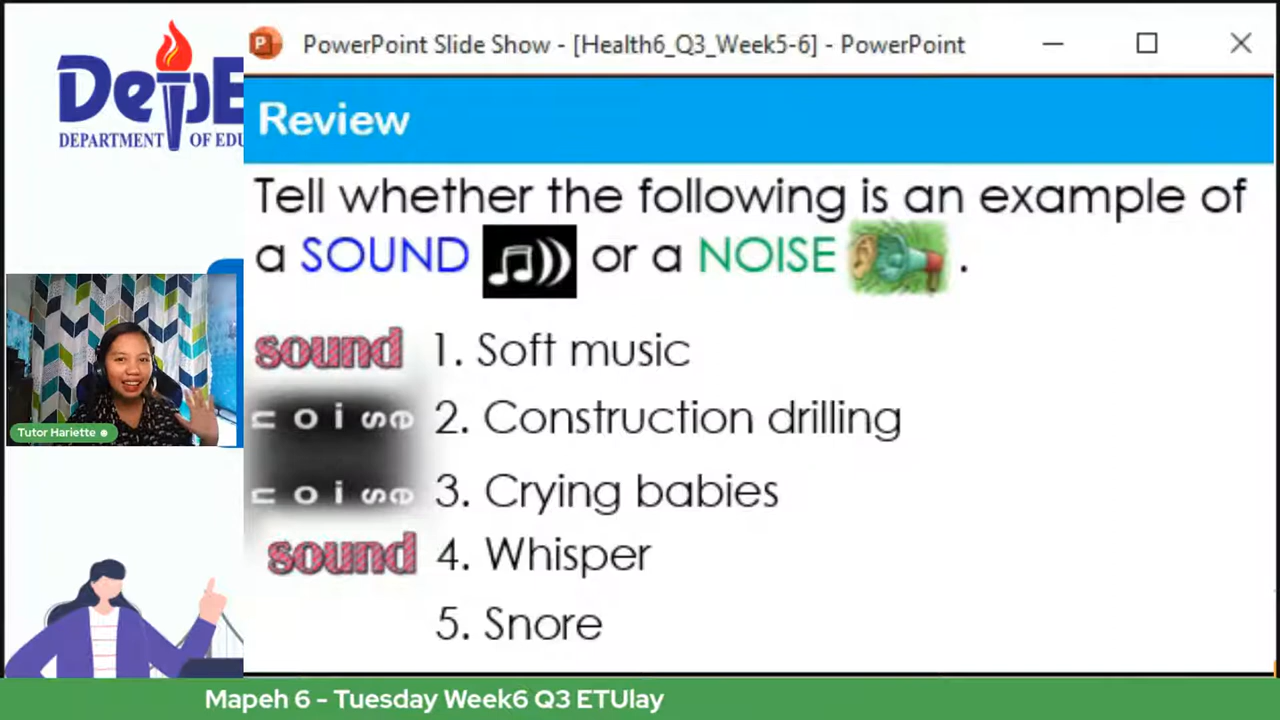 PowerPoint Slide Show - [Health6_Q3_Week5-6] - PowerPoint
DepE
DEPARTMENT OF EDU
Review
Tell whether the following is an example of
a SOUND or a NOISE .
sound 1. Soft music
noise 2. Construction drilling
noise 3. Crying babies
sound 4. Whisper
5. Snore
Tutor Hariette
Mapeh 6 - Tuesday Week6 Q3 ETUlay